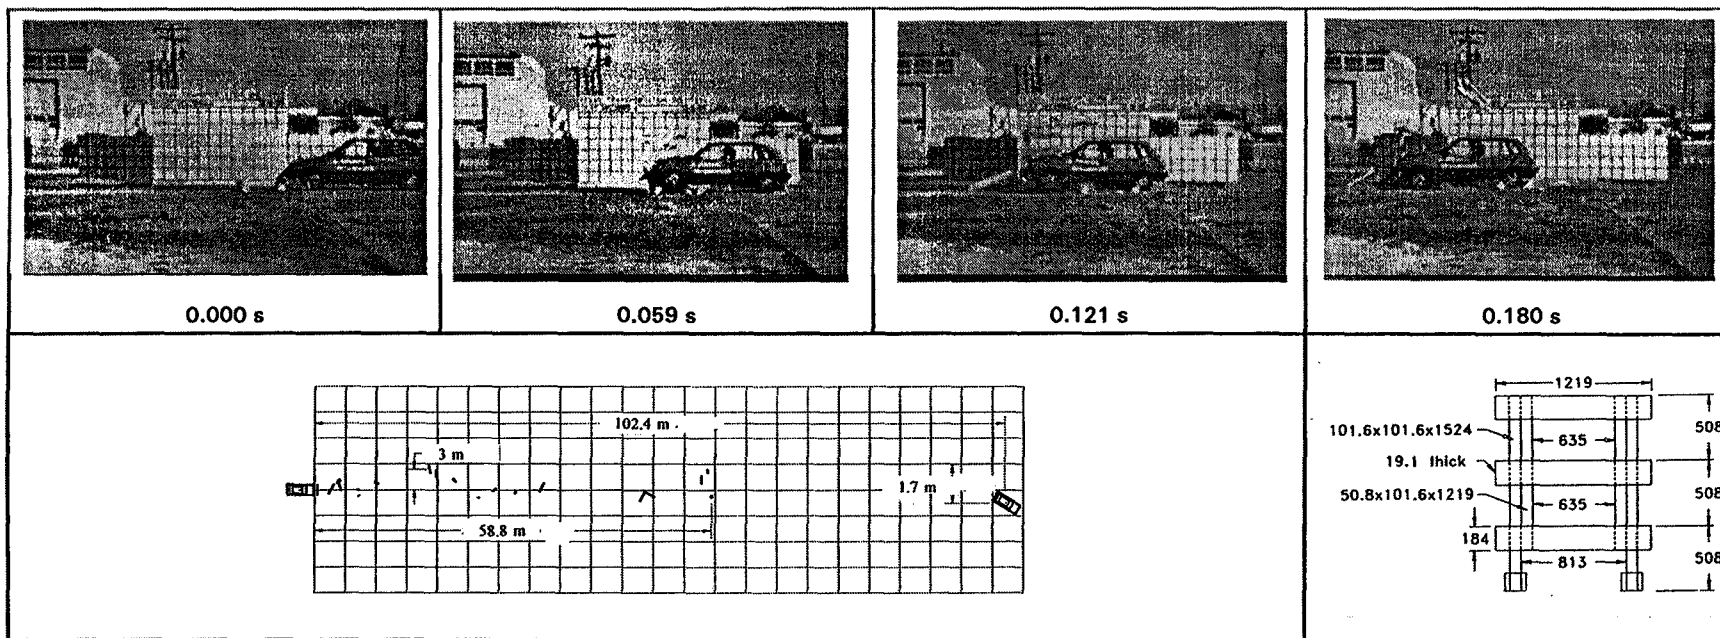 0.000 s
0.059 s
0.121 s
0.180 s
102.4 m
3 m
1.7 m
58.8 m
1219
101.6x101.6x1524
635
508
19.1 thick
50.8x101.6x1219
635
508
184
813
508